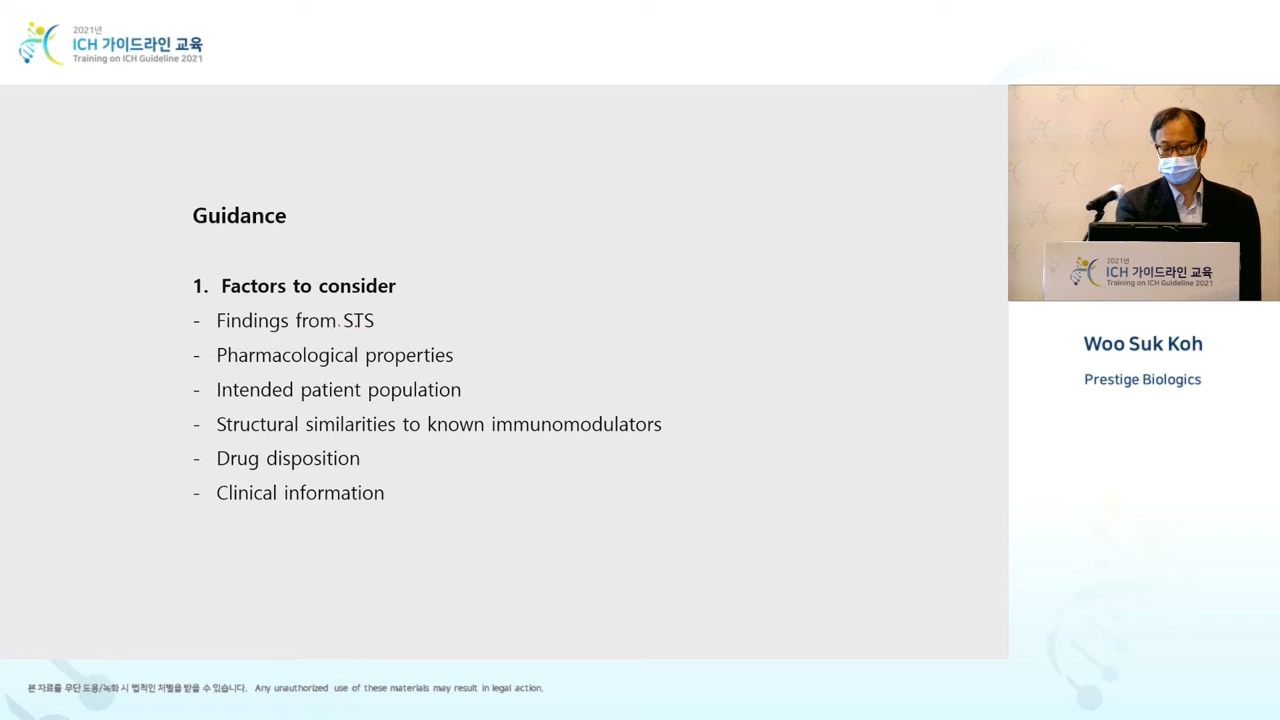 2021년
ICH 가이드라인 교육
Training on ICH Guideline 2021
Guidance
1. Factors to consider
- Findings from STS
- Pharmacological properties
- Intended patient population
- Structural similarities to known immunomodulators
- Drug disposition
- Clinical information
2021년
ICH 가이드라인 교육
Training on ICH Guideline 2021
Woo Suk Koh
Prestige Biologics
본 자료를 무단 도용/녹화 시 법적인 처벌을 받을 수 있습니다. Any unauthorized use of these materials may result in legal action.